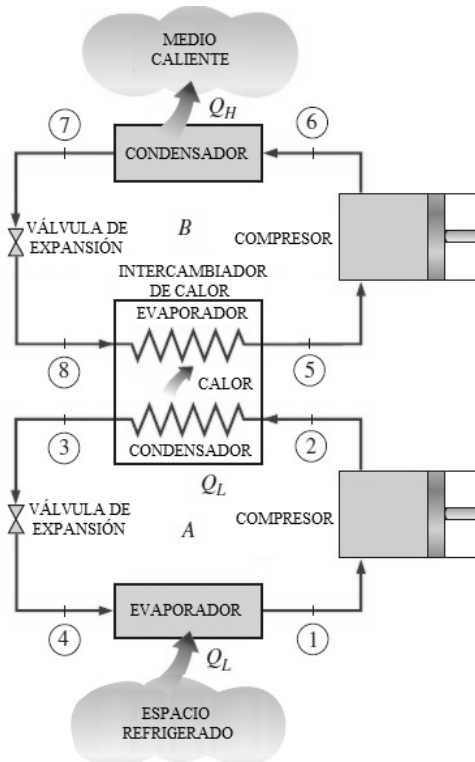 MEDIO
CALIENTE
Q_H
7
6
CONDENSADOR
VÁLVULA DE
EXPANSIÓN
B
COMPRESOR
INTERCAMBIADOR
DE CALOR
EVAPORADOR
8
5
CALOR
3
2
CONDENSADOR
Q_L
VÁLVULA DE
EXPANSIÓN
A
COMPRESOR
EVAPORADOR
4
1
Q_L
ESPACIO
REFRIGERADO